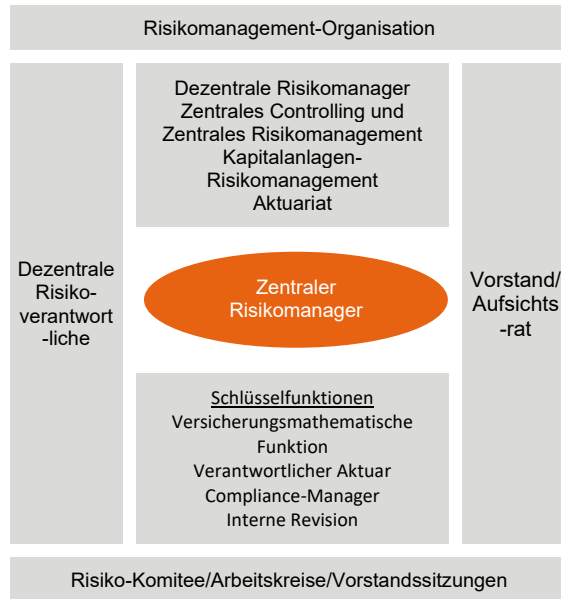 Risikomanagement-Organisation
Dezentrale Risikomanager
Zentrales Controlling und
Zentrales Risikomanagement
Kapitalanlagen-
Risikomanagement
Aktuariat
Dezentrale
Risiko-
verantwort
-liche
Zentraler
Risikomanager
Vorstand/
Aufsichts
-rat
Schlüsselfunktionen
Versicherungsmathematische
Funktion
Verantwortlicher Aktuar
Compliance-Manager
Interne Revision
Risiko-Komitee/Arbeitskreise/Vorstandssitzungen